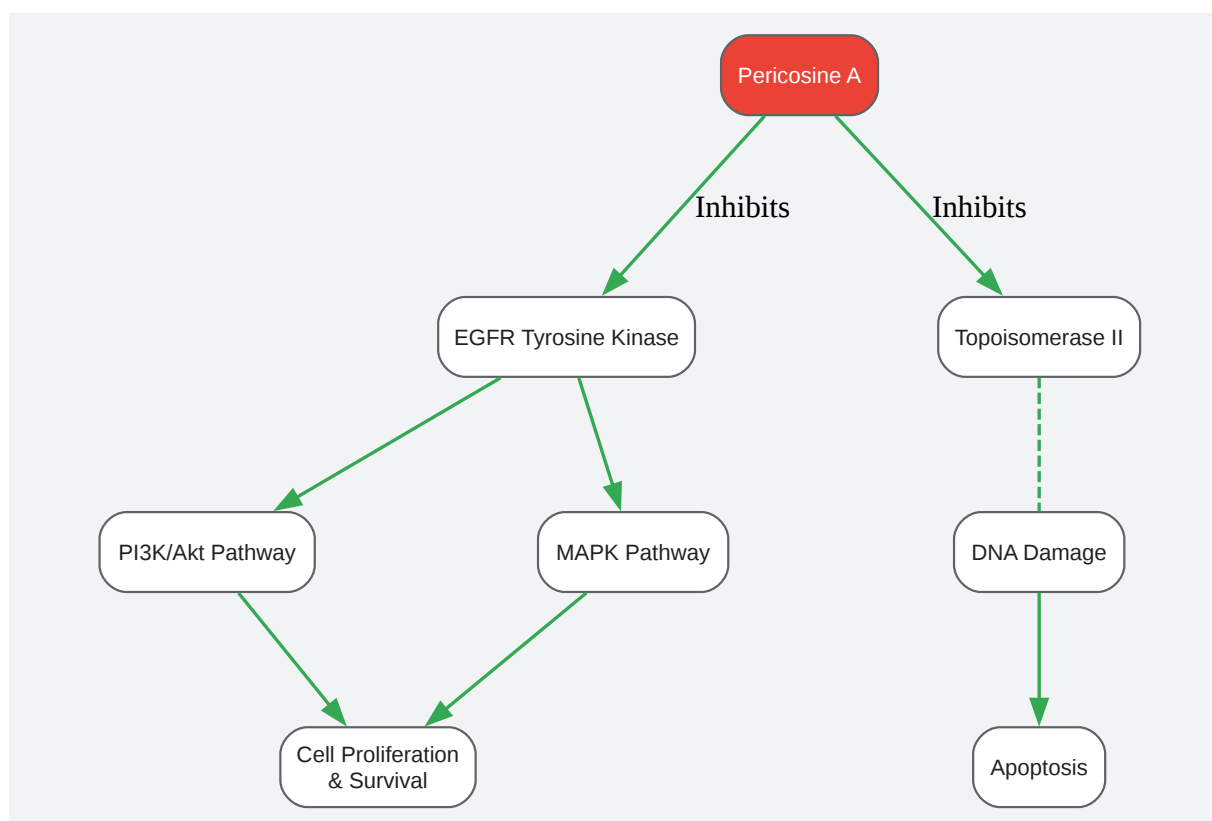 Pericosine A
Inhibits
Inhibits
EGFR Tyrosine Kinase
Topoisomerase II
PI3K/Akt Pathway
MAPK Pathway
DNA Damage
Cell Proliferation
& Survival
Apoptosis